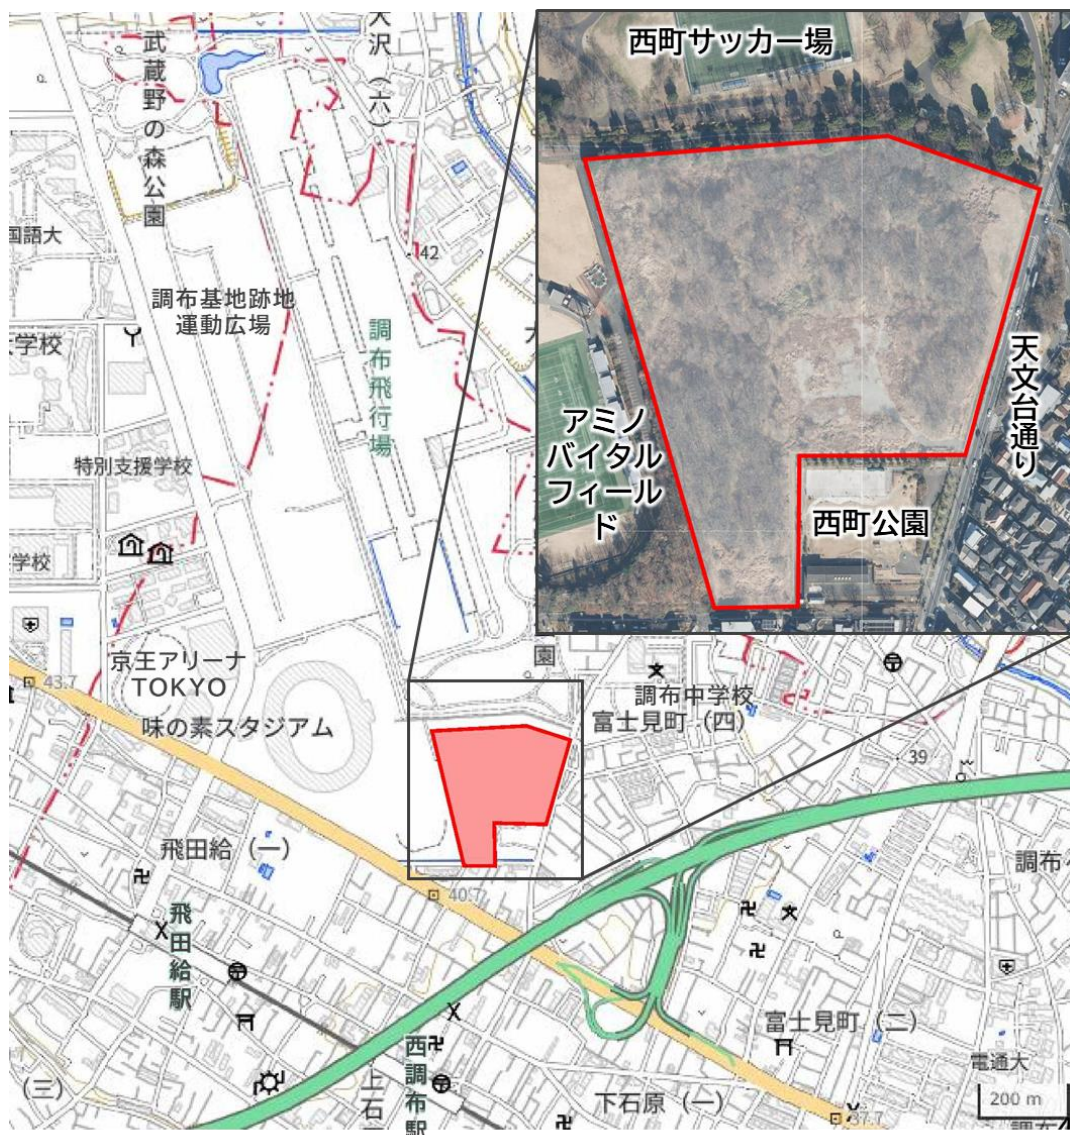 大沢（六）
武蔵野の森公園
国語大
42
調布基地跡地
運動広場
調布飛行場
学校
特別支援学校
学校
西町サッカー場
天文台通り
アミノ
バイタル
フィール
ド
西町公園
園
京王アリーナ
TOKYO
43.7
味の素スタジアム
調布中学校
富士見町（四）
39
飛田給（一）
40.7
調布
飛田給駅
富士見町（二）
西調布駅
電通大
（三）
上石
下石原（一）
200 m
37.7
調布